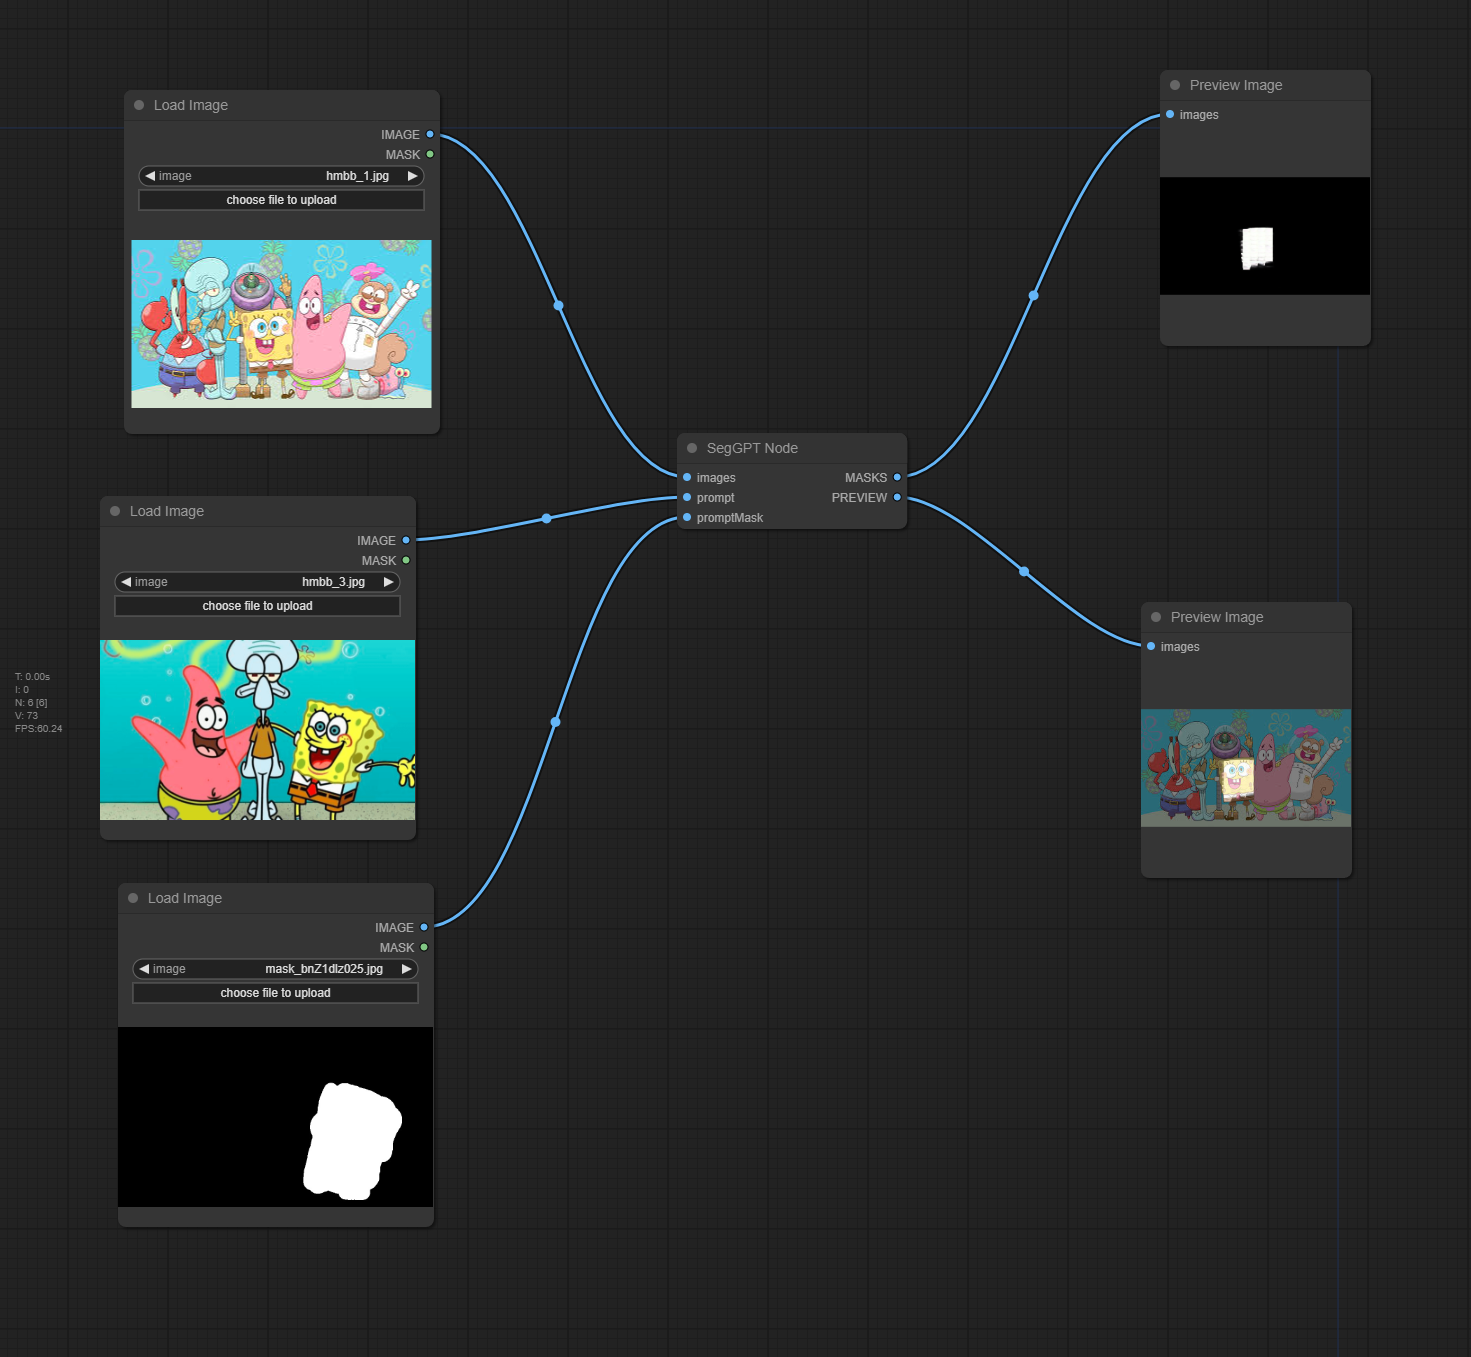 Load Image
IMAGE
MASK
image hmbb_1.jpg
choose file to upload
Load Image
IMAGE
MASK
image hmbb_3.jpg
choose file to upload
T: 0.00s
I: 0
N: 6 [6]
V: 73
FPS:60.24
Load Image
IMAGE
MASK
image mask_bnZ1dlz025.jpg
choose file to upload
SegGPT Node
images MASKS
prompt PREVIEW
promptMask
Preview Image
images
Preview Image
images